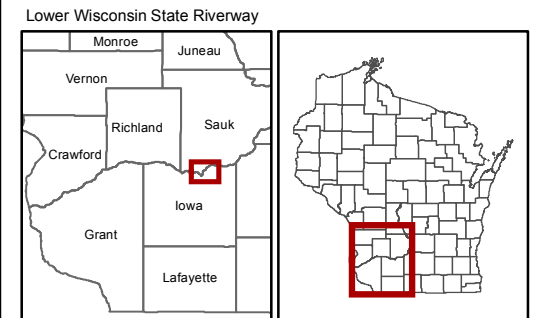 Lower Wisconsin State Riverway
Monroe
Juneau
Vernon
Richland
Sauk
Crawford
Iowa
Grant
Lafayette